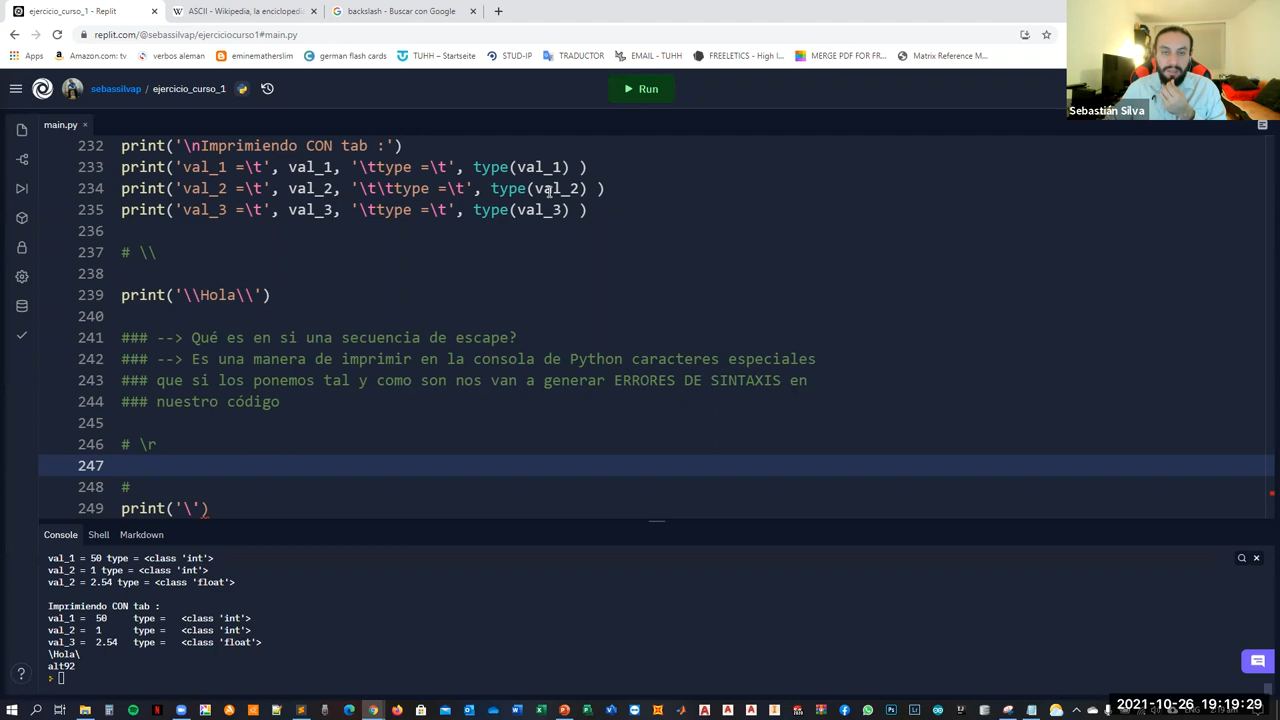 ejercicio_curso_1 - Replit
ASCII - Wikipedia, la enciclopedi
backslash - Buscar con Google
replit.com/@sebassilvap/ejerciciocurso1#main.py
Apps
Amazon.com: tv
verbos aleman
eminematherslim
german flash cards
TUHH – Startseite
STUD-IP
TRADUCTOR
EMAIL - TUHH
FREELETICS - High I...
MERGE PDF FOR FRE...
Matrix Reference M...
sebassilvap / ejercicio_curso_1
Run
Sebastián Silva
main.py
232 print('\nImprimiendo CON tab :')
233 print('val_1 =\t', val_1, '\ttype =\t', type(val_1) )
234 print('val_2 =\t', val_2, '\t\ttype =\t', type(val_2) )
235 print('val_3 =\t', val_3, '\ttype =\t', type(val_3) )
236
237 # \\
238
239 print('\\Hola\\')
240
241 ### --> Qué es en si una secuencia de escape?
242 ### --> Es una manera de imprimir en la consola de Python caracteres especiales
243 ### que si los ponemos tal y como son nos van a generar ERRORES DE SINTAXIS en
244 ### nuestro código
245
246 # \r
247
248 #
249 print('\')
Console Shell Markdown
val_1 = 50 type = <class 'int'>
val_2 = 1 type = <class 'int'>
val_2 = 2.54 type = <class 'float'>
Imprimiendo CON tab :
val_1 = 50 type = <class 'int'>
val_2 = 1 type = <class 'int'>
val_3 = 2.54 type = <class 'float'>
\Hola\
alt92
2021-10-26 19:19:29